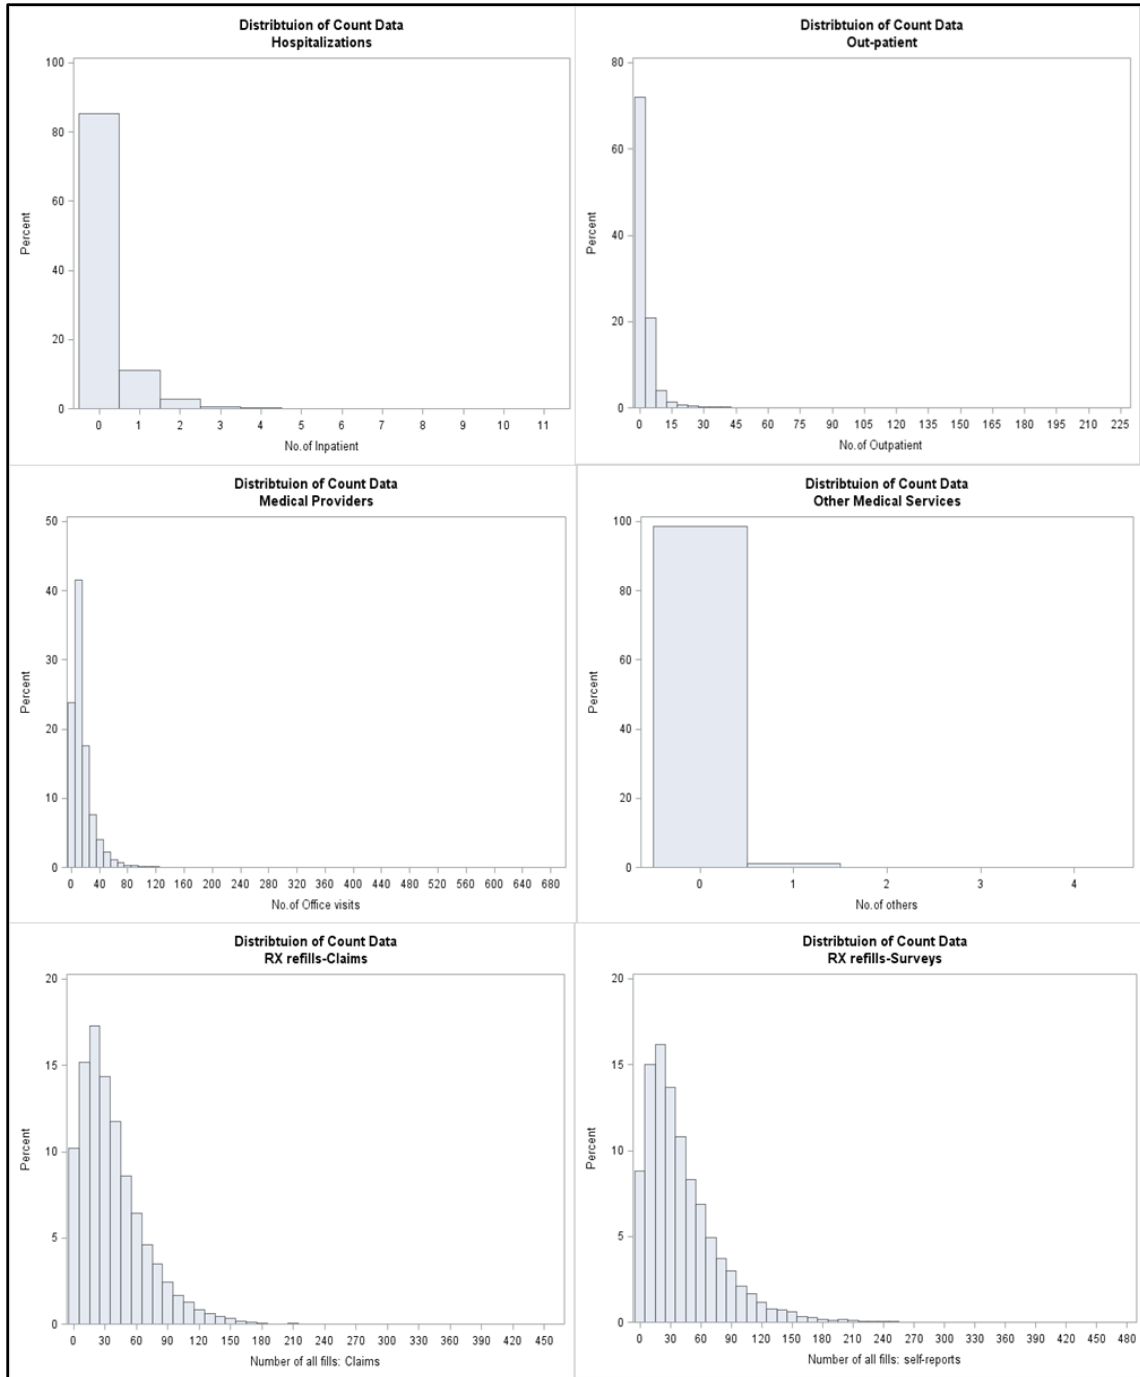 Distribtuion of Count Data
Hospitalizations
100
80
60
40
20
0
Percent
0 1 2 3 4 5 6 7 8 9 10 11
No.of Inpatient
Distribtuion of Count Data
Out-patient
80
60
40
20
0
Percent
0 15 30 45 60 75 90 105 120 135 150 165 180 195 210 225
No.of Outpatient
Distribtuion of Count Data
Medical Providers
50
40
30
20
10
0
Percent
0 40 80 120 160 200 240 280 320 360 400 440 480 520 560 600 640 680
No.of Office visits
Distribtuion of Count Data
Other Medical Services
100
80
60
40
20
0
Percent
0 1 2 3 4
No.of others
Distribtuion of Count Data
RX refills-Claims
20
15
10
5
0
Percent
0 30 60 90 120 150 180 210 240 270 300 330 360 390 420 450
Number of all fills: Claims
Distribtuion of Count Data
RX refills-Surveys
20
15
10
5
0
Percent
0 30 60 90 120 150 180 210 240 270 300 330 360 390 420 450 480
Number of all fills: self-reports